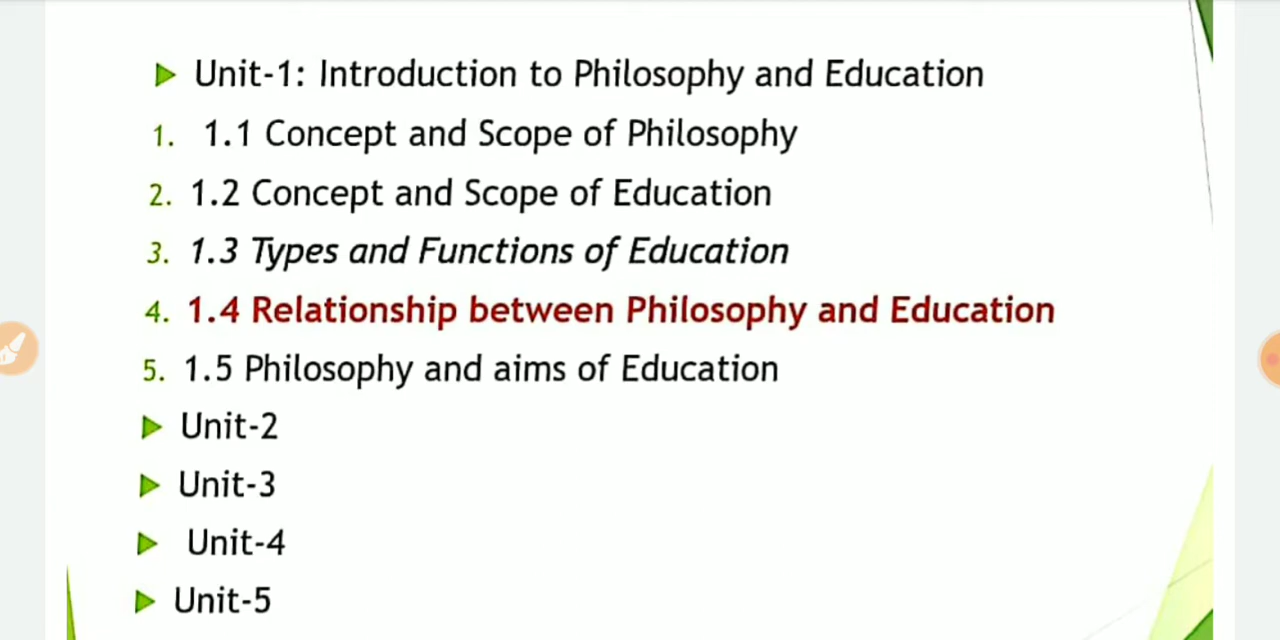 Unit-1: Introduction to Philosophy and Education
1. 1.1 Concept and Scope of Philosophy
2. 1.2 Concept and Scope of Education
3. 1.3 Types and Functions of Education
4. 1.4 Relationship between Philosophy and Education
5. 1.5 Philosophy and aims of Education
Unit-2
Unit-3
Unit-4
Unit-5